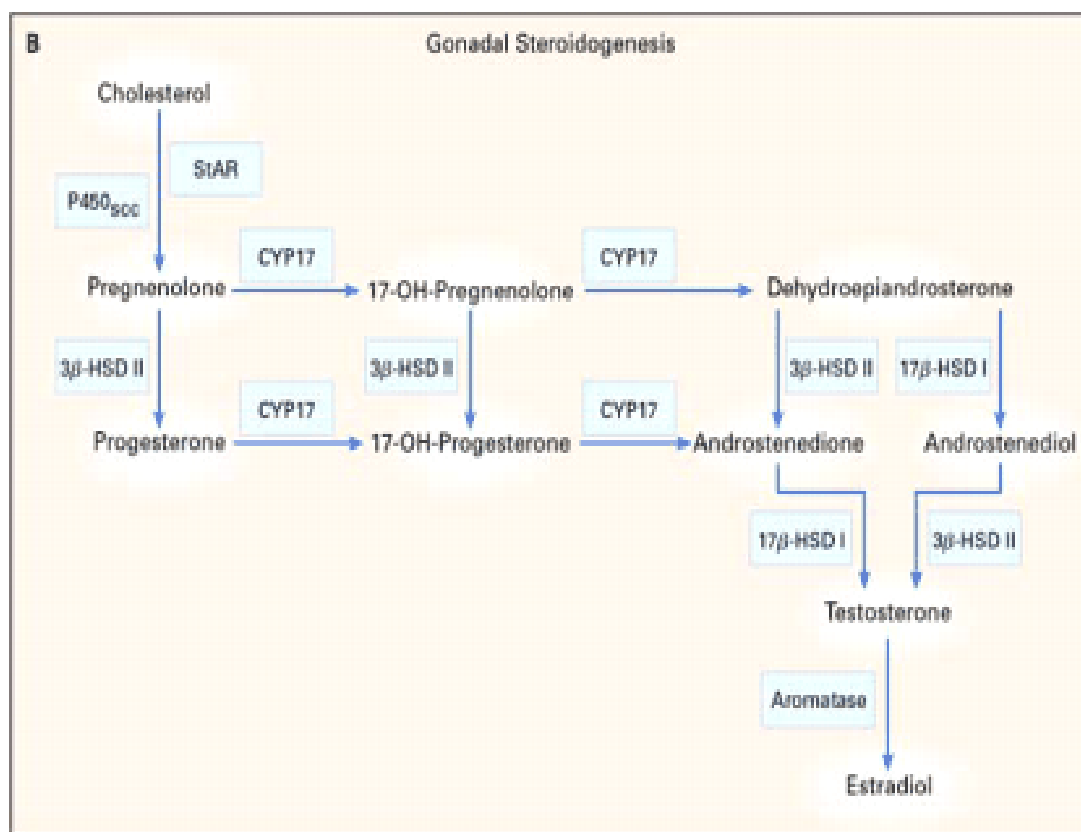 B
Gonadal Steroidogenesis
Cholesterol
StAR
P450scc
CYP17
CYP17
Pregnenolone
17-OH-Pregnenolone
Dehydroepiandrosterone
3β-HSD II
3β-HSD II
3β-HSD II
17β-HSD I
CYP17
CYP17
Progesterone
17-OH-Progesterone
Androstenedione
Androstenediol
17β-HSD I
3β-HSD II
Testosterone
Aromatase
Estradiol